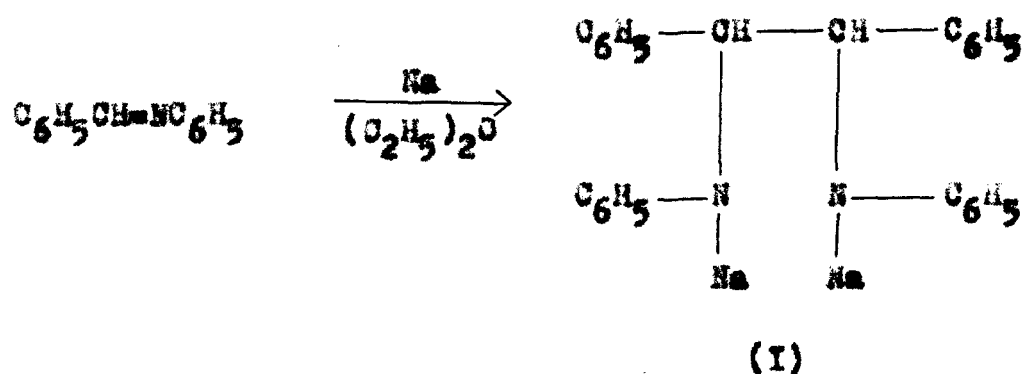 C₆H₅—CH—CH—C₆H₅
Na
C₆H₅CH=NC₆H₅
(C₂H₅)₂O
C₆H₅—N N—C₆H₅
Na Na
(I)